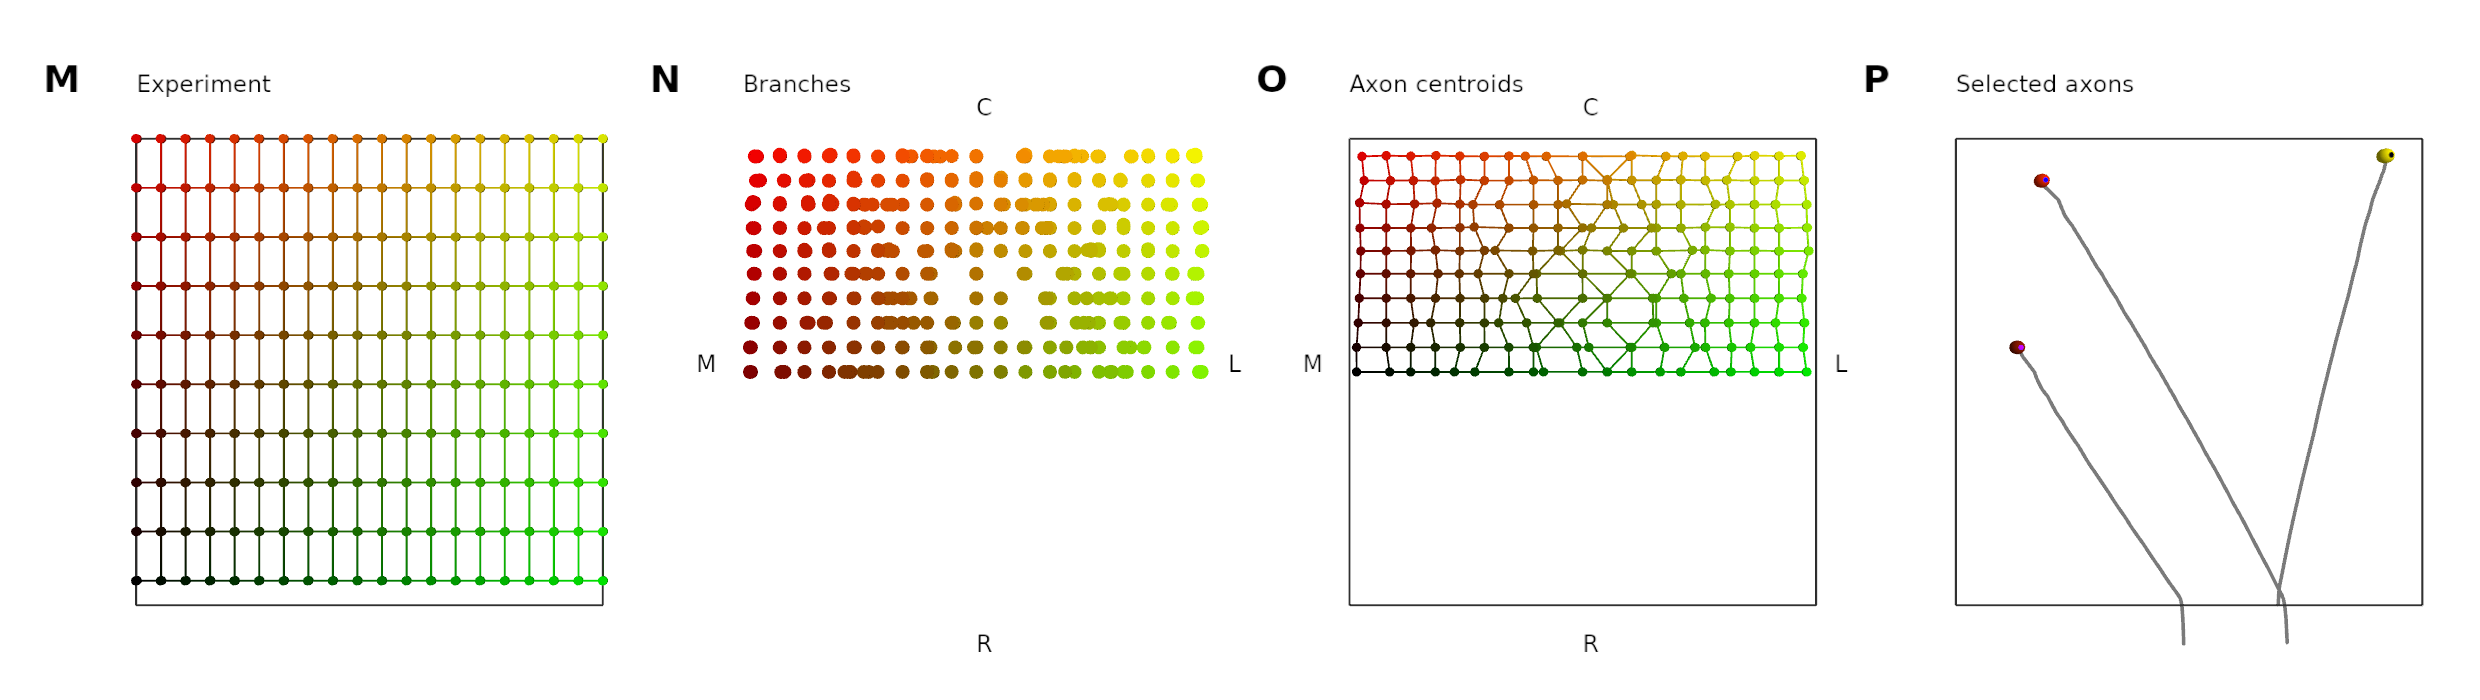 M Experiment
N Branches
C
M
L
R
O Axon centroids
C
M
L
R
P Selected axons